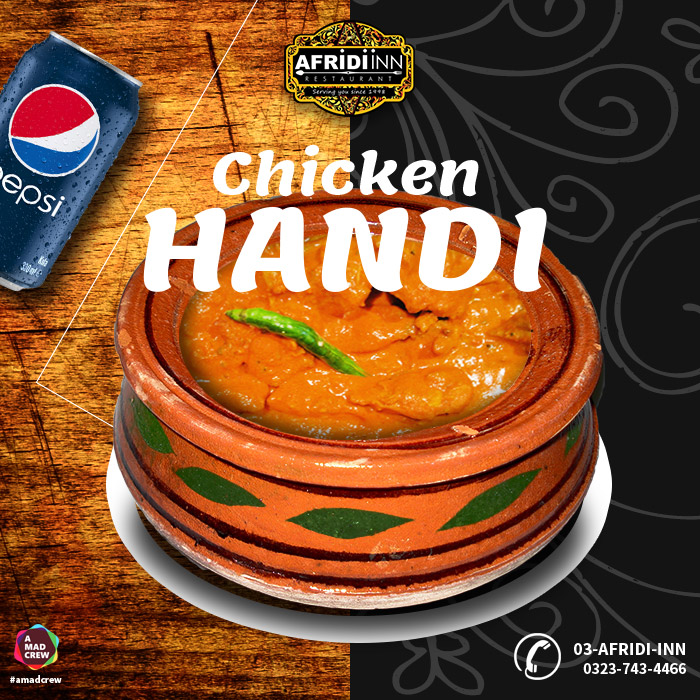 AFRIDI INN
RESTAURANT
Serving you since 1998
Chicken
HANDI
pepsi
A
MAD
CREW
#amadcrew
03-AFRIDI-INN
0323-743-4466